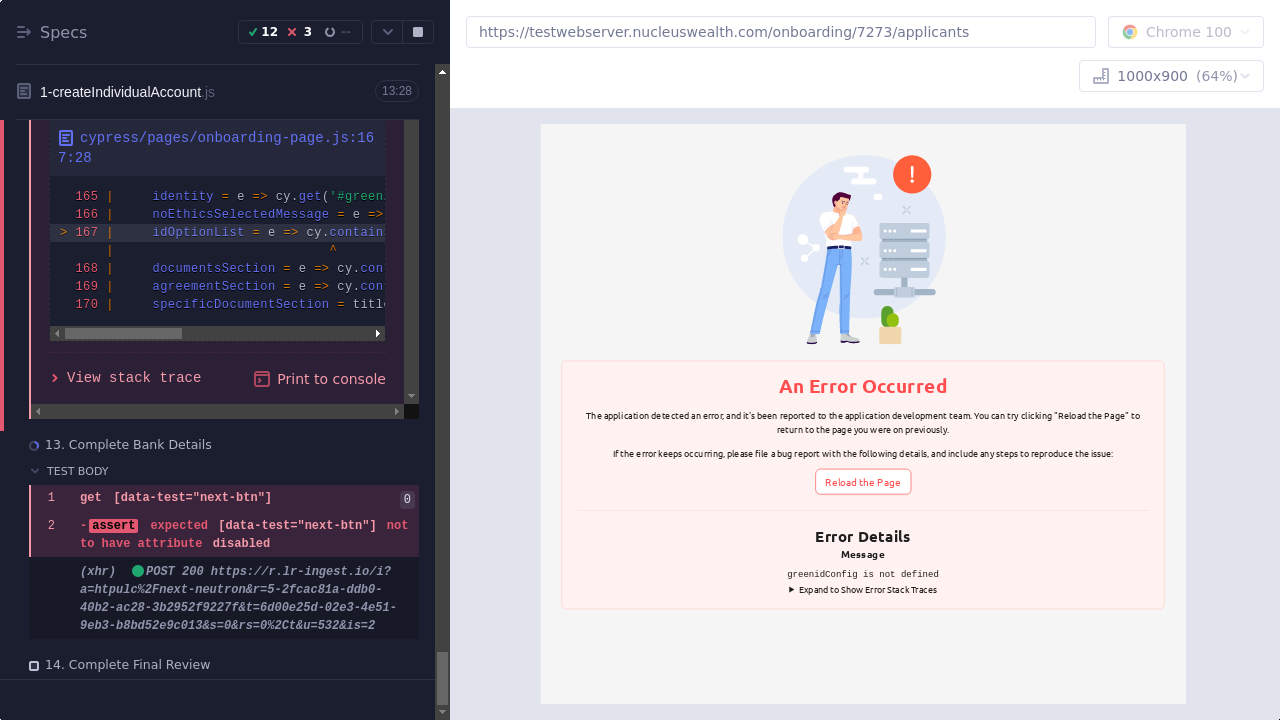 Specs
12
3
--
1-createIndividualAccount.js
13:28
cypress/pages/onboarding-page.js:16
7:28
165 | identity = e => cy.get('#green
166 | noEthicsSelectedMessage = e =>
> 167 | idOptionList = e => cy.contain
| ^
168 | documentsSection = e => cy.con
169 | agreementSection = e => cy.con
170 | specificDocumentSection = title
View stack trace
Print to console
13. Complete Bank Details
TEST BODY
1 get [data-test="next-btn"] 0
2 -assert expected [data-test="next-btn"] not
to have attribute disabled
(xhr) POST 200 https://r.lr-ingest.io/i?
a=htpulc%2Fnext-neutron&r=5-2fcac81a-ddb0-
40b2-ac28-3b2952f9227f&t=6d00e25d-02e3-4e51-
9eb3-b8bd52e9c013&s=0&rs=0%2Ct&u=532&is=2
14. Complete Final Review
https://testwebserver.nucleuswealth.com/onboarding/7273/applicants
Chrome 100
1000x900 (64%)
!
An Error Occurred
The application detected an error, and it's been reported to the application development team. You can try clicking "Reload the Page" to
return to the page you were on previously.
If the error keeps occurring, please file a bug report with the following details, and include any steps to reproduce the issue:
Reload the Page
Error Details
Message
greenidConfig is not defined
Expand to Show Error Stack Traces